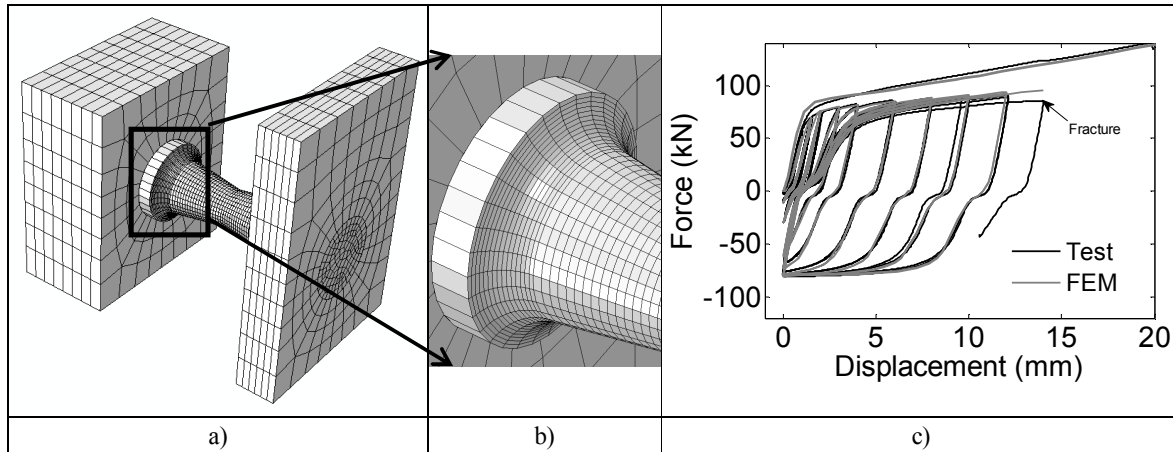 100
50
0
-50
-100
Force (kN)
Fracture
Test
FEM
0 5 10 15 20
Displacement (mm)
a) b) c)